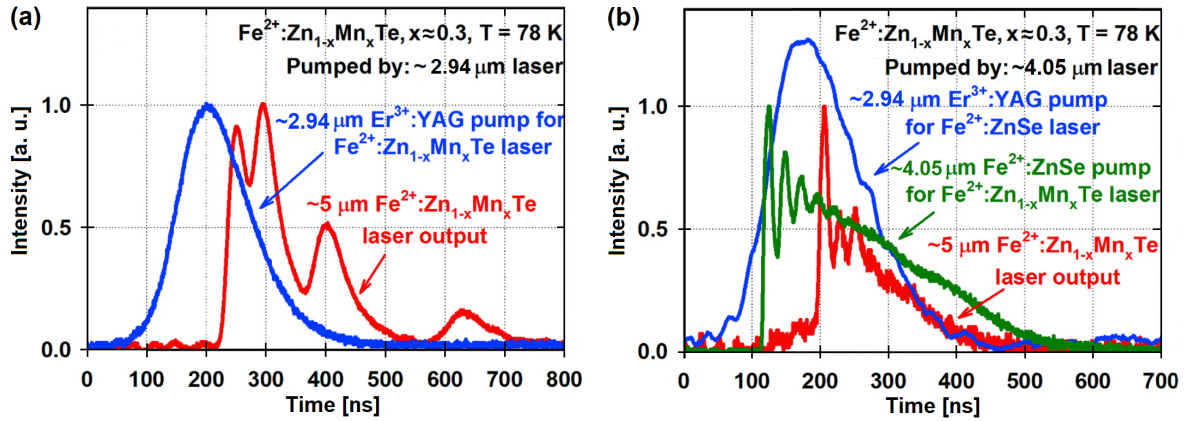 (a)
Fe²⁺:Zn₁₋ₓMnₓTe, x≈0.3, T = 78 K
Pumped by: ~ 2.94 μm laser
~2.94 μm Er³⁺:YAG pump for
Fe²⁺:Zn₁₋ₓMnₓTe laser
~5 μm Fe²⁺:Zn₁₋ₓMnₓTe
laser output
Intensity [a. u.]
1.0
0.5
0.0
0 100 200 300 400 500 600 700 800
Time [ns]
(b)
Fe²⁺:Zn₁₋ₓMnₓTe, x≈0.3, T = 78 K
Pumped by: ~4.05 μm laser
~2.94 μm Er³⁺:YAG pump
for Fe²⁺:ZnSe laser
~4.05 μm Fe²⁺:ZnSe pump
for Fe²⁺:Zn₁₋ₓMnₓTe laser
~5 μm Fe²⁺:Zn₁₋ₓMnₓTe
laser output
Intensity [a. u.]
1.0
0.5
0.0
0 100 200 300 400 500 600 700
Time [ns]